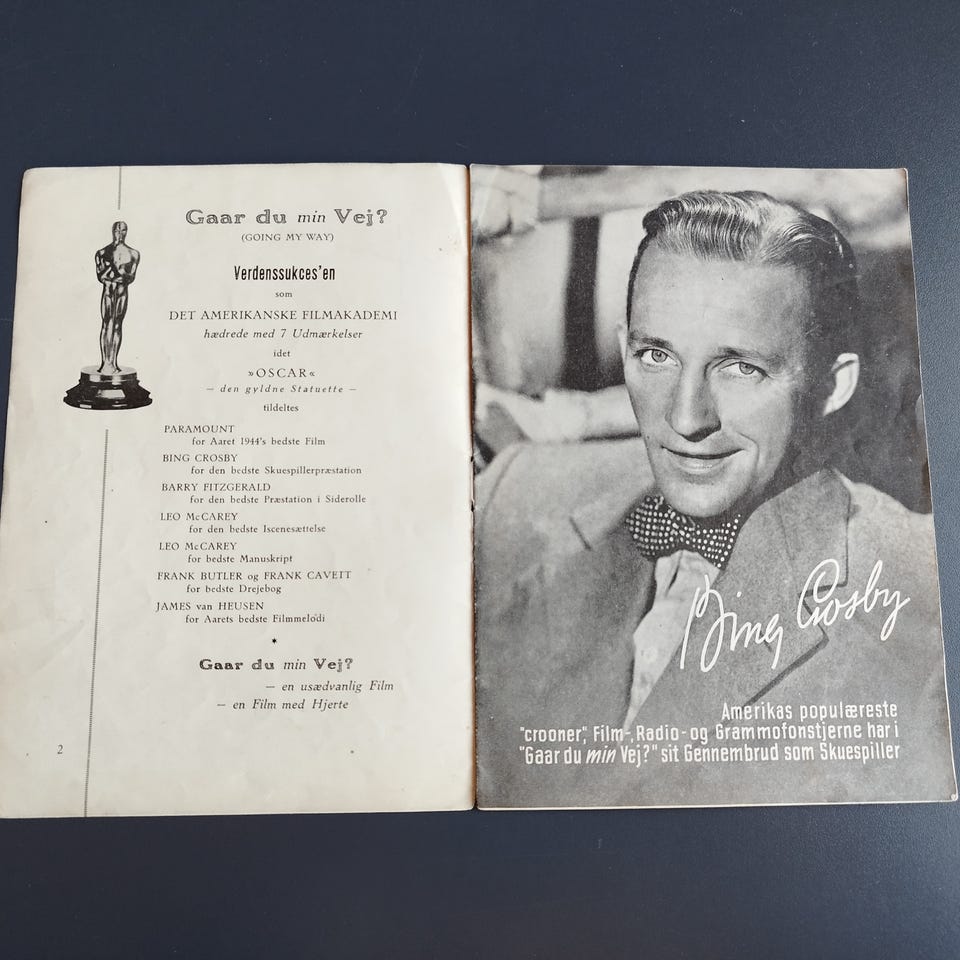 Gaar du min Vej?
(GOING MY WAY)
Verdenssukces'en
som
DET AMERIKANSKE FILMAKADEMI
hædrede med 7 Udmærkelser
idet
»OSCAR«
— den gyldne Statuette —
tildeltes
PARAMOUNT
for Aaret 1944's bedste Film
BING CROSBY
for den bedste Skuespillerpræstation
BARRY FITZGERALD
for den bedste Præstation i Siderolle
LEO McCAREY
for den bedste Iscenesættelse
LEO McCAREY
for bedste Manuskript
FRANK BUTLER og FRANK CAVETT
for bedste Drejebog
JAMES van HEUSEN
for Aarets bedste Filmmelodi
*
Gaar du min Vej?
— en usædvanlig Film
— en Film med Hjerte
2
Bing Crosby
Amerikas populæreste
"crooner", Film-, Radio- og Grammofonstjerne har i
"Gaar du min Vej?" sit Gennembrud som Skuespiller